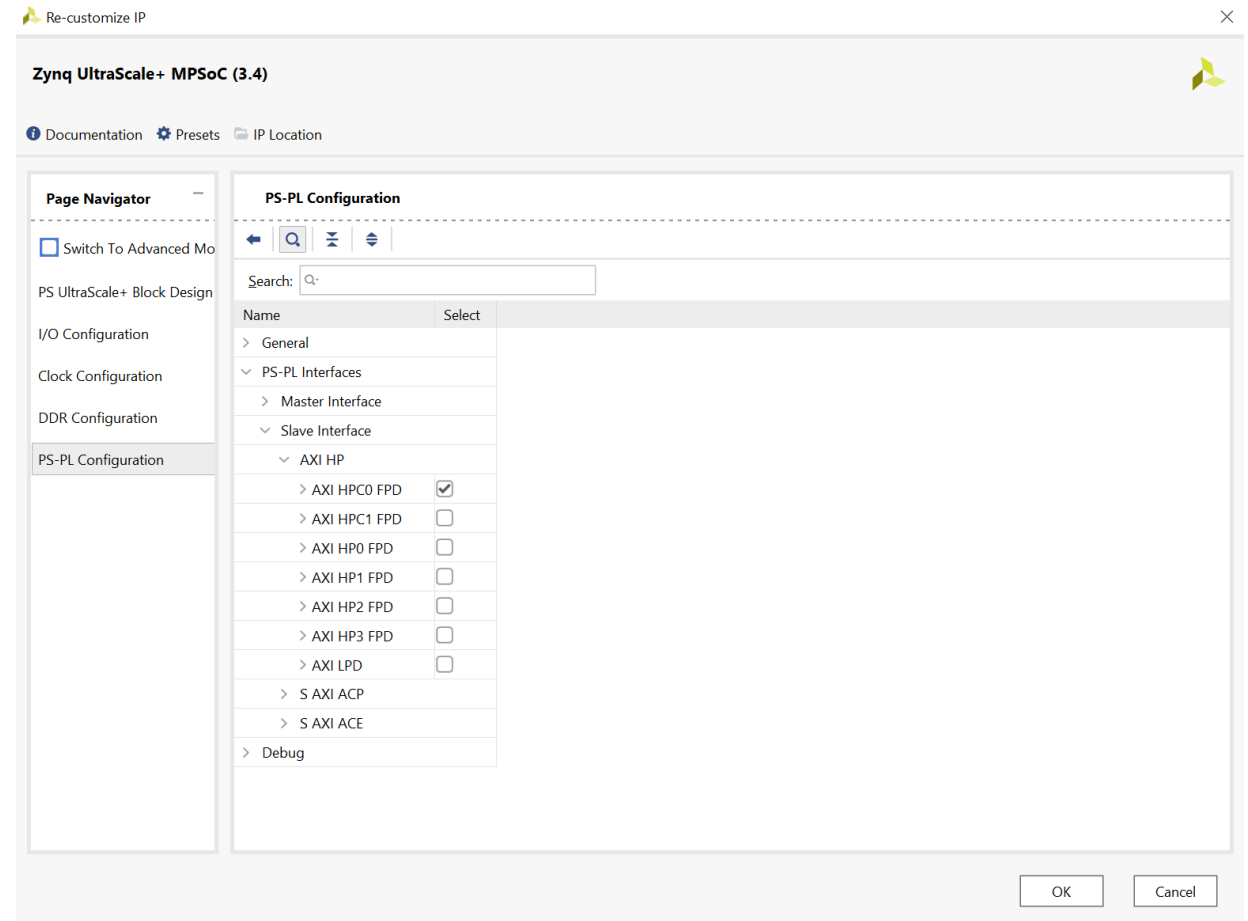 Re-customize IP
Zynq UltraScale+ MPSoC (3.4)
Documentation Presets IP Location
Page Navigator
Switch To Advanced Mo
PS UltraScale+ Block Design
I/O Configuration
Clock Configuration
DDR Configuration
PS-PL Configuration
PS-PL Configuration
Search:
Name Select
General
PS-PL Interfaces
Master Interface
Slave Interface
AXI HP
AXI HPC0 FPD
AXI HPC1 FPD
AXI HP0 FPD
AXI HP1 FPD
AXI HP2 FPD
AXI HP3 FPD
AXI LPD
S AXI ACP
S AXI ACE
Debug
OK Cancel